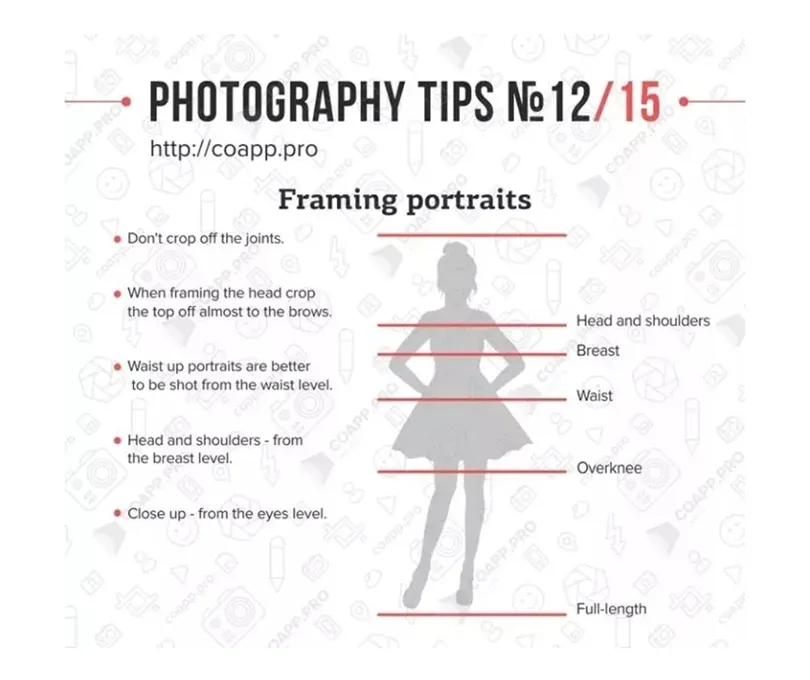 PHOTOGRAPHY TIPS №12/15
http://coapp.pro
Framing portraits
Don't crop off the joints.
When framing the head crop
the top off almost to the brows.
Waist up portraits are better
to be shot from the waist level.
Head and shoulders - from
the breast level.
Close up - from the eyes level.
Head and shoulders
Breast
Waist
Overknee
Full-length
COAPP.PRO